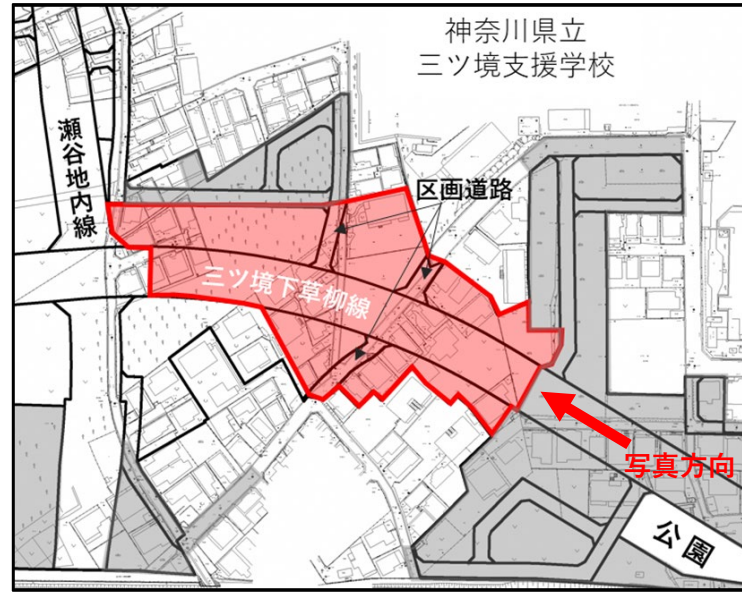 神奈川県立
三ツ境支援学校
瀬谷地内線
区画道路
三ツ境下草柳線
写真方向
公園